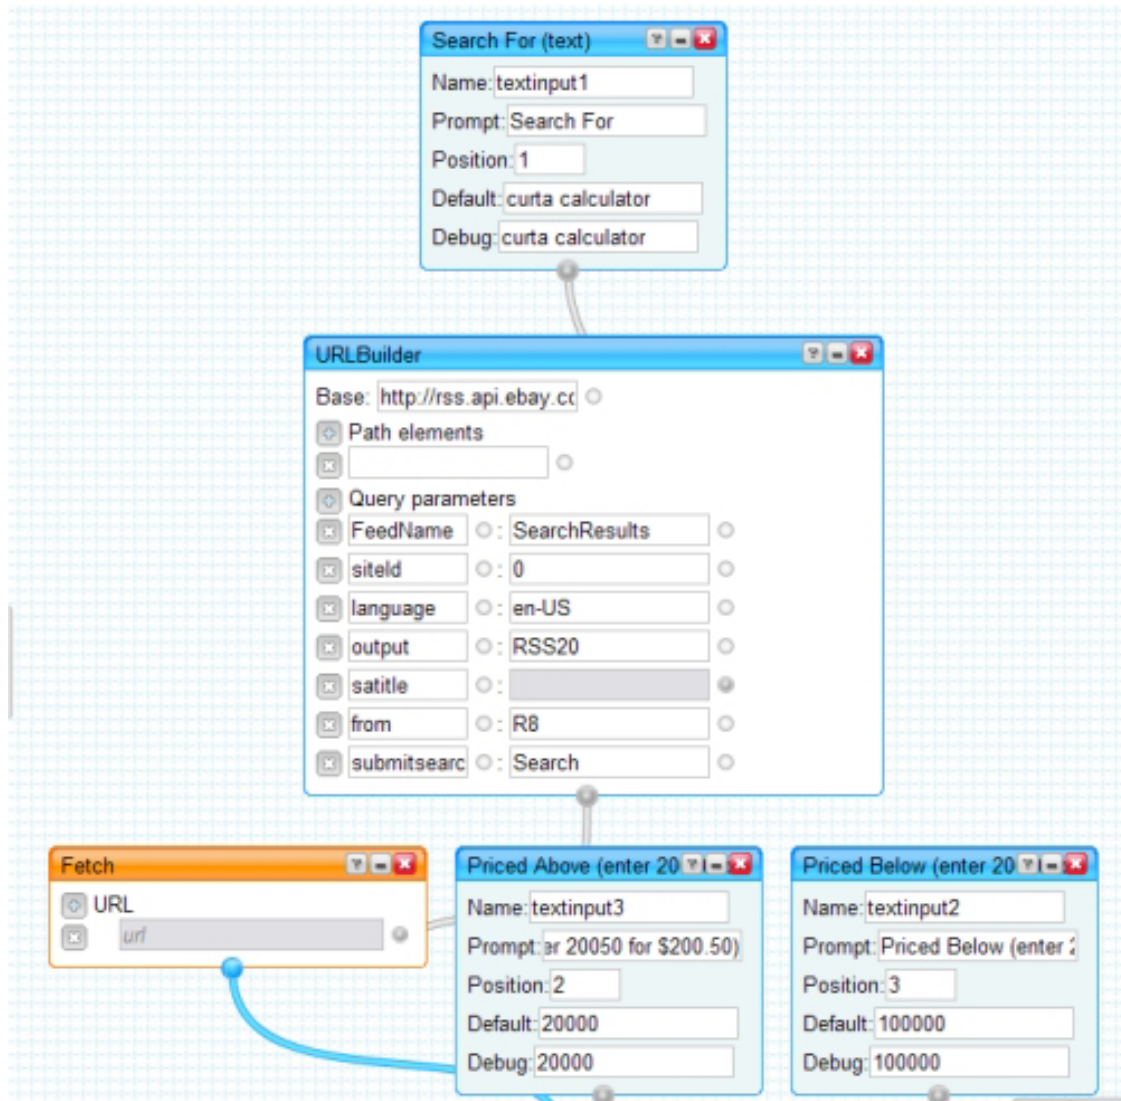 Search For (text)
Name: textinput1
Prompt: Search For
Position: 1
Default: curta calculator
Debug: curta calculator
URLBuilder
Base: http://rss.api.ebay.cc
Path elements
Query parameters
FeedName : SearchResults
siteId : 0
language : en-US
output : RSS20
satitle :
from : R8
submitsearc : Search
Fetch
URL
url
Priced Above (enter 20
Name: textinput3
Prompt: er 20050 for $200.50)
Position: 2
Default: 20000
Debug: 20000
Priced Below (enter 20
Name: textinput2
Prompt: Priced Below (enter 2
Position: 3
Default: 100000
Debug: 100000